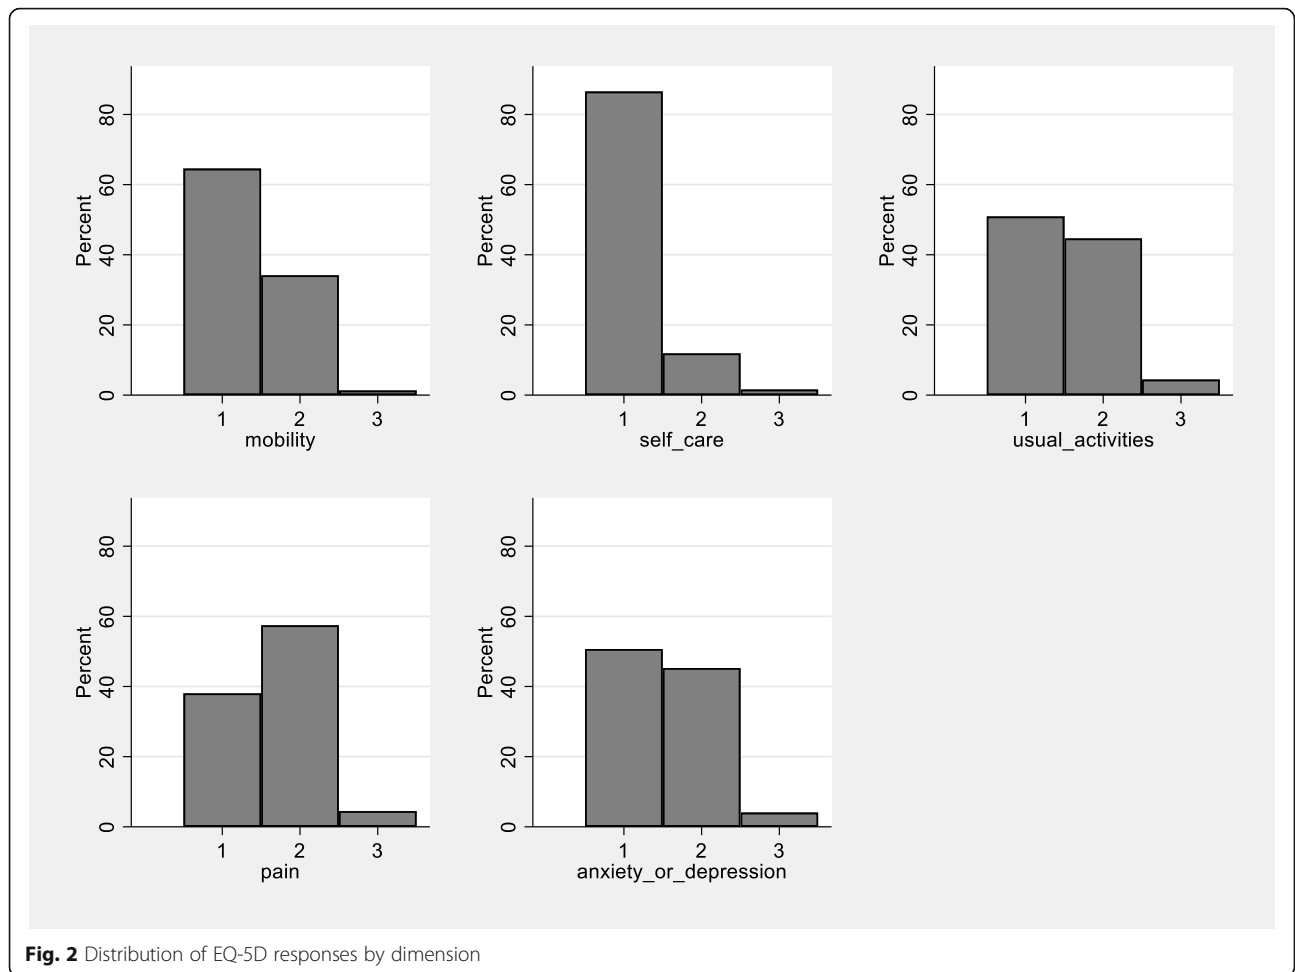 Percent
80
60
40
20
0
1 2 3
mobility
Percent
80
60
40
20
0
1 2 3
self_care
Percent
80
60
40
20
0
1 2 3
usual_activities
Percent
80
60
40
20
0
1 2 3
pain
Percent
80
60
40
20
0
1 2 3
anxiety_or_depression
Fig. 2 Distribution of EQ-5D responses by dimension